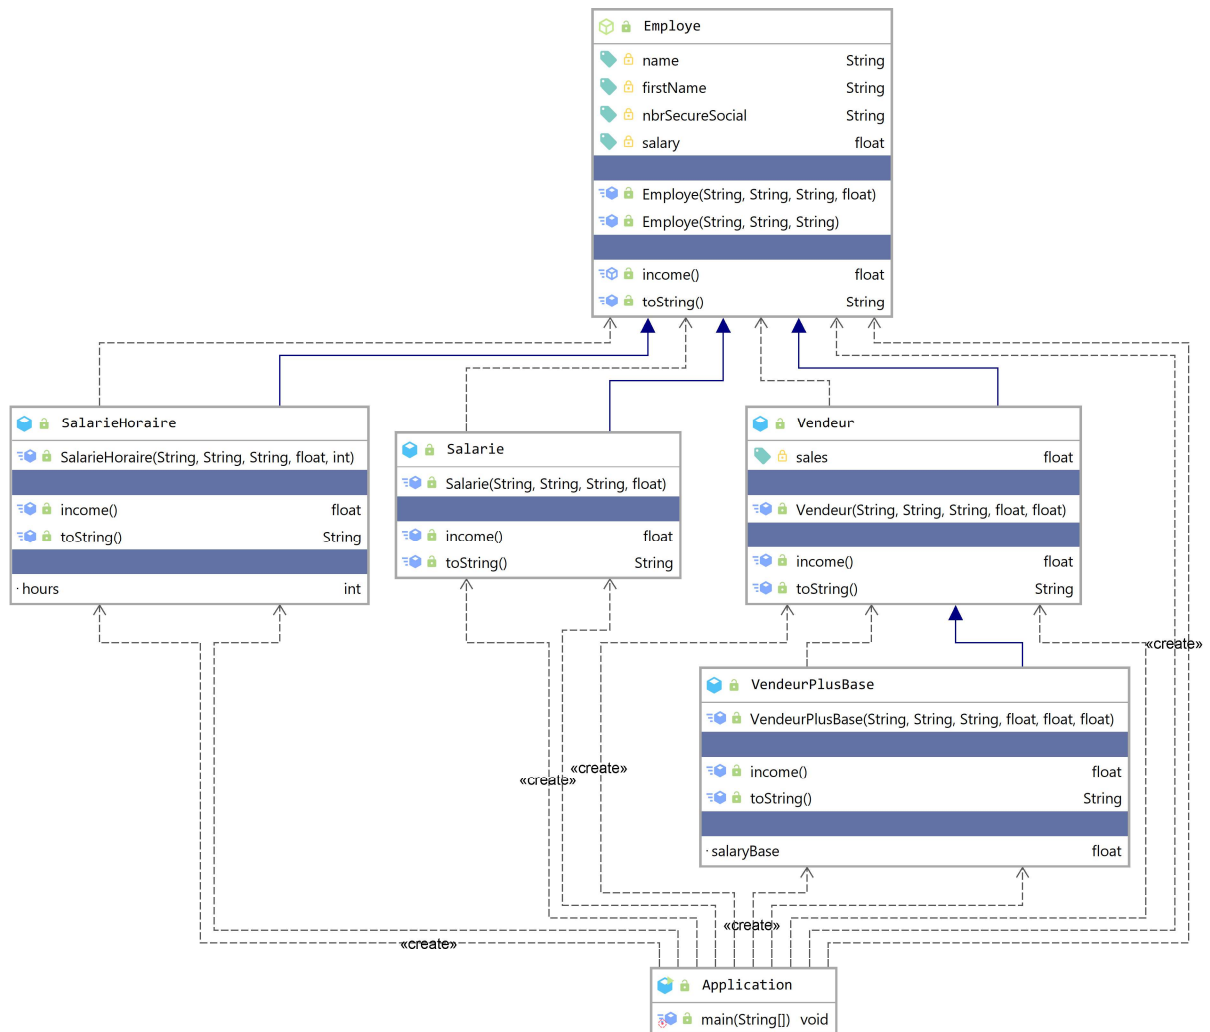 Employe
name String
firstName String
nbrSecureSocial String
salary float
Employe(String, String, String, float)
Employe(String, String, String)
income() float
toString() String
SalarieHoraire
SalarieHoraire(String, String, String, float, int)
income() float
toString() String
hours int
Salarie
Salarie(String, String, String, float)
income() float
toString() String
Vendeur
sales float
Vendeur(String, String, String, float, float)
income() float
toString() String
«create»
VendeurPlusBase
VendeurPlusBase(String, String, String, float, float, float)
income() float
toString() String
salaryBase float
«create»
«create»
«create»
«create»
Application
main(String[]) void